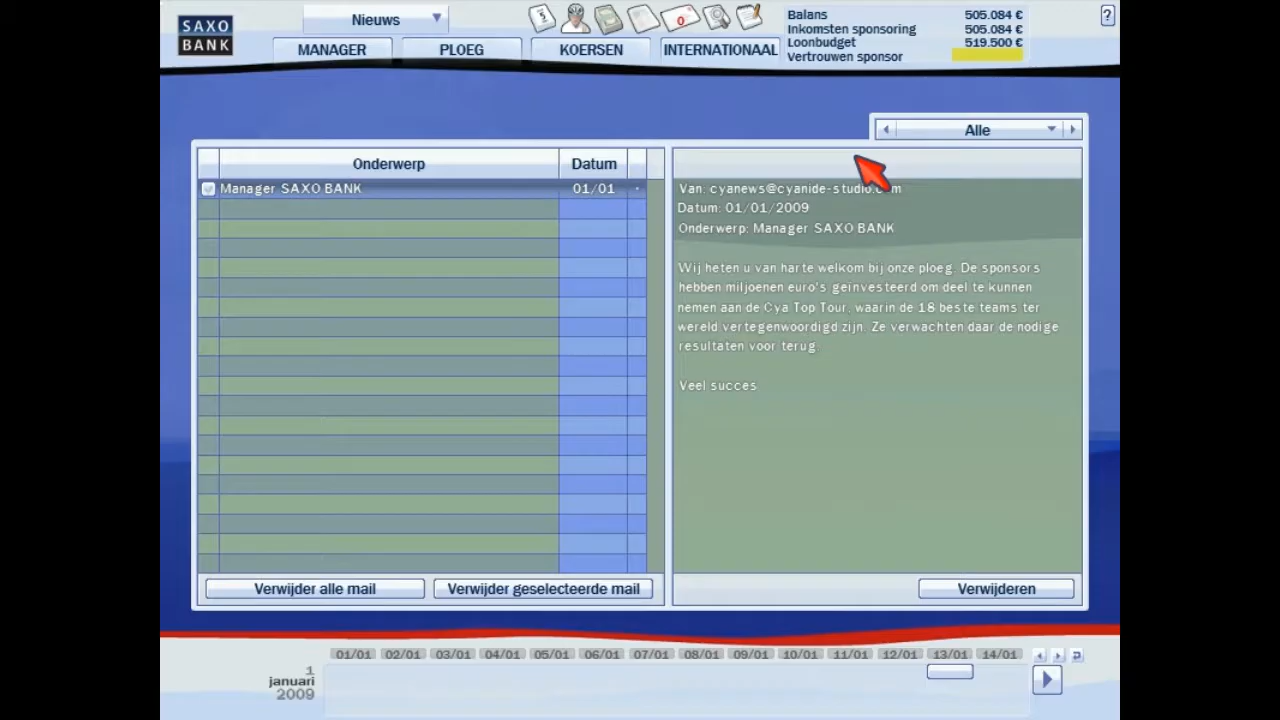 SAXO
BANK
Nieuws
MANAGER
PLOEG
KOERSEN
INTERNATIONAAL
0
Balans 505.084 €
Inkomsten sponsoring 505.084 €
Loonbudget 519.500 €
Vertrouwen sponsor
?
Alle
Onderwerp Datum
Manager SAXO BANK 01/01
Van: cyanews@cyanide-studio.com
Datum: 01/01/2009
Onderwerp: Manager SAXO BANK
Wij heten u van harte welkom bij onze ploeg. De sponsors
hebben miljoenen euro's geïnvesteerd om deel te kunnen
nemen aan de Cya Top Tour, waarin de 18 beste teams ter
wereld vertegenwoordigd zijn. Ze verwachten daar de nodige
resultaten voor terug.
Veel succes
Verwijder alle mail
Verwijder geselecteerde mail
Verwijderen
01/01 02/01 03/01 04/01 05/01 06/01 07/01 08/01 09/01 10/01 11/01 12/01 13/01 14/01
1
januari
2009